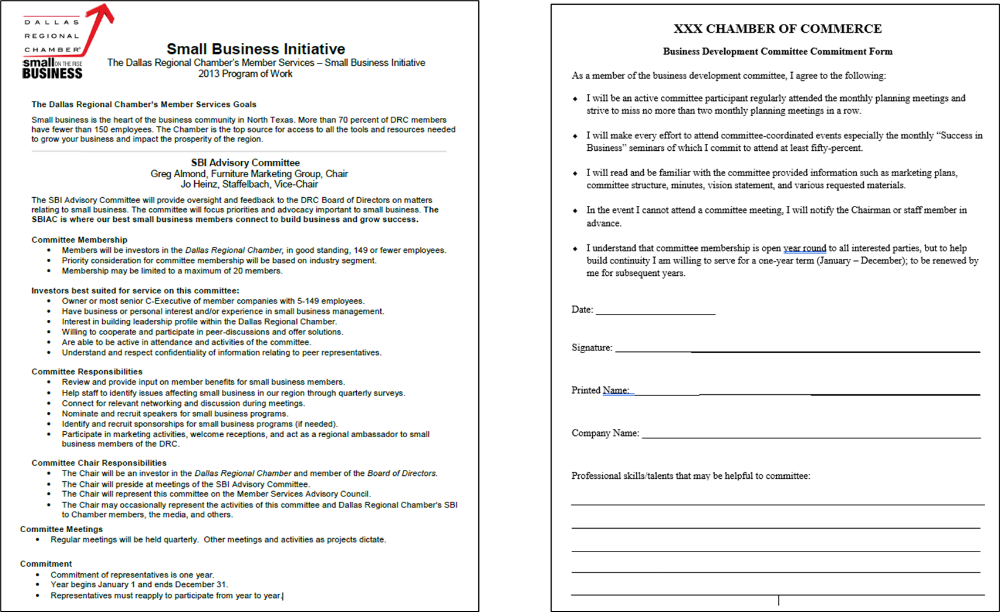 DALLAS
REGIONAL
CHAMBER®
small ON THE RISE
BUSINESS
Small Business Initiative
The Dallas Regional Chamber's Member Services – Small Business Initiative
2013 Program of Work
The Dallas Regional Chamber's Member Services Goals
Small business is the heart of the business community in North Texas. More than 70 percent of DRC members
have fewer than 150 employees. The Chamber is the top source for access to all the tools and resources needed
to grow your business and impact the prosperity of the region.
SBI Advisory Committee
Greg Almond, Furniture Marketing Group, Chair
Jo Heinz, Staffelbach, Vice-Chair
The SBI Advisory Committee will provide oversight and feedback to the DRC Board of Directors on matters
relating to small business. The committee will focus priorities and advocacy important to small business. The
SBIAC is where our best small business members connect to build business and grow success.
Committee Membership
• Members will be investors in the Dallas Regional Chamber, in good standing, 149 or fewer employees.
• Priority consideration for committee membership will be based on industry segment.
• Membership may be limited to a maximum of 20 members.
Investors best suited for service on this committee:
• Owner or most senior C-Executive of member companies with 5-149 employees.
• Have business or personal interest and/or experience in small business management.
• Interest in building leadership profile within the Dallas Regional Chamber.
• Willing to cooperate and participate in peer-discussions and offer solutions.
• Are able to be active in attendance and activities of the committee.
• Understand and respect confidentiality of information relating to peer representatives.
Committee Responsibilities
• Review and provide input on member benefits for small business members.
• Help staff to identify issues affecting small business in our region through quarterly surveys.
• Connect for relevant networking and discussion during meetings.
• Nominate and recruit speakers for small business programs.
• Identify and recruit sponsorships for small business programs (if needed).
• Participate in marketing activities, welcome receptions, and act as a regional ambassador to small
business members of the DRC.
Committee Chair Responsibilities
• The Chair will be an investor in the Dallas Regional Chamber and member of the Board of Directors.
• The Chair will preside at meetings of the SBI Advisory Committee.
• The Chair will represent this committee on the Member Services Advisory Council.
• The Chair may occasionally represent the activities of this committee and Dallas Regional Chamber's SBI
to Chamber members, the media, and others.
Committee Meetings
• Regular meetings will be held quarterly. Other meetings and activities as projects dictate.
Commitment
• Commitment of representatives is one year.
• Year begins January 1 and ends December 31.
• Representatives must reapply to participate from year to year.
XXX CHAMBER OF COMMERCE
Business Development Committee Commitment Form
As a member of the business development committee, I agree to the following:
♦ I will be an active committee participant regularly attended the monthly planning meetings and
strive to miss no more than two monthly planning meetings in a row.
♦ I will make every effort to attend committee-coordinated events especially the monthly “Success in
Business” seminars of which I commit to attend at least fifty-percent.
♦ I will read and be familiar with the committee provided information such as marketing plans,
committee structure, minutes, vision statement, and various requested materials.
♦ In the event I cannot attend a committee meeting, I will notify the Chairman or staff member in
advance.
♦ I understand that committee membership is open year round to all interested parties, but to help
build continuity I am willing to serve for a one-year term (January – December); to be renewed by
me for subsequent years.
Date:
Signature:
Printed Name:
Company Name:
Professional skills/talents that may be helpful to committee: